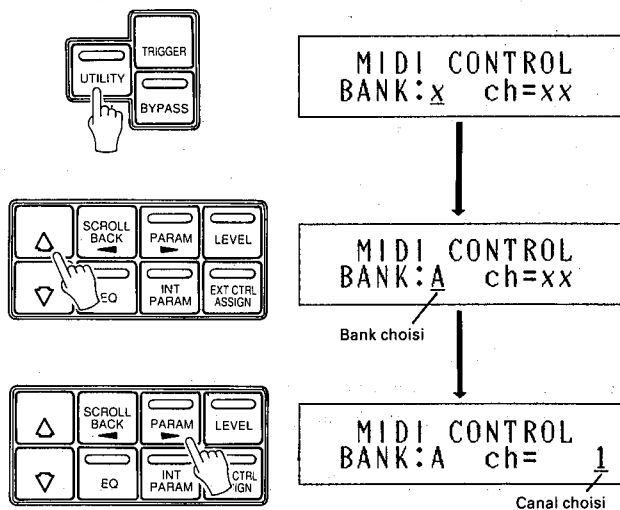 TRIGGER
UTILITY
BYPASS
MIDI CONTROL
BANK:x ch=xx
SCROLL BACK
PARAM
LEVEL
EQ
INT PARAM
EXT CTRL ASSIGN
MIDI CONTROL
BANK:A ch=xx
Bank choisi
SCROLL BACK
PARAM
LEVEL
EQ
INT PARAM
CTRL
IGN
MIDI CONTROL
BANK:A ch= 1
Canal choisi